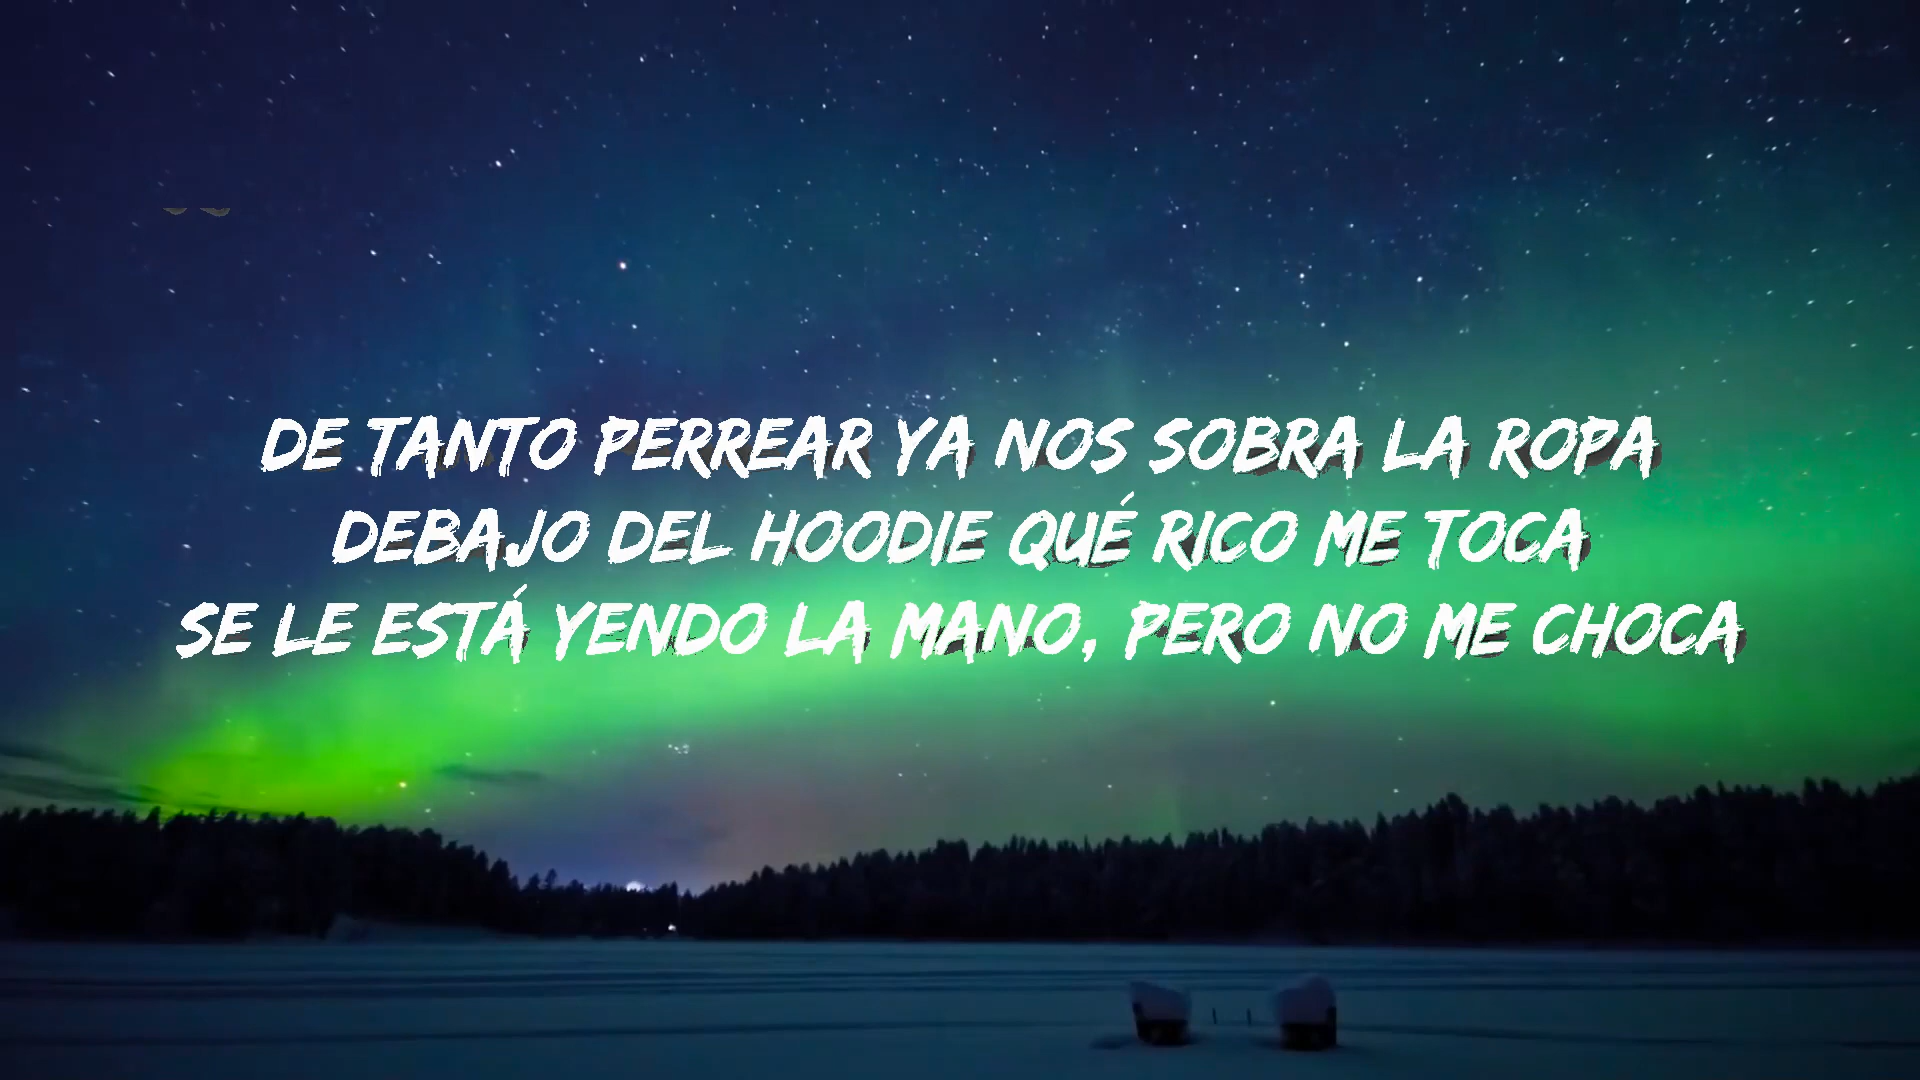 DE TANTO PERREAR YA NOS SOBRA LA ROPA
DEBAJO DEL HOODIE QUÉ RICO ME TOCA
SE LE ESTÁ YENDO LA MANO, PERO NO ME CHOCA